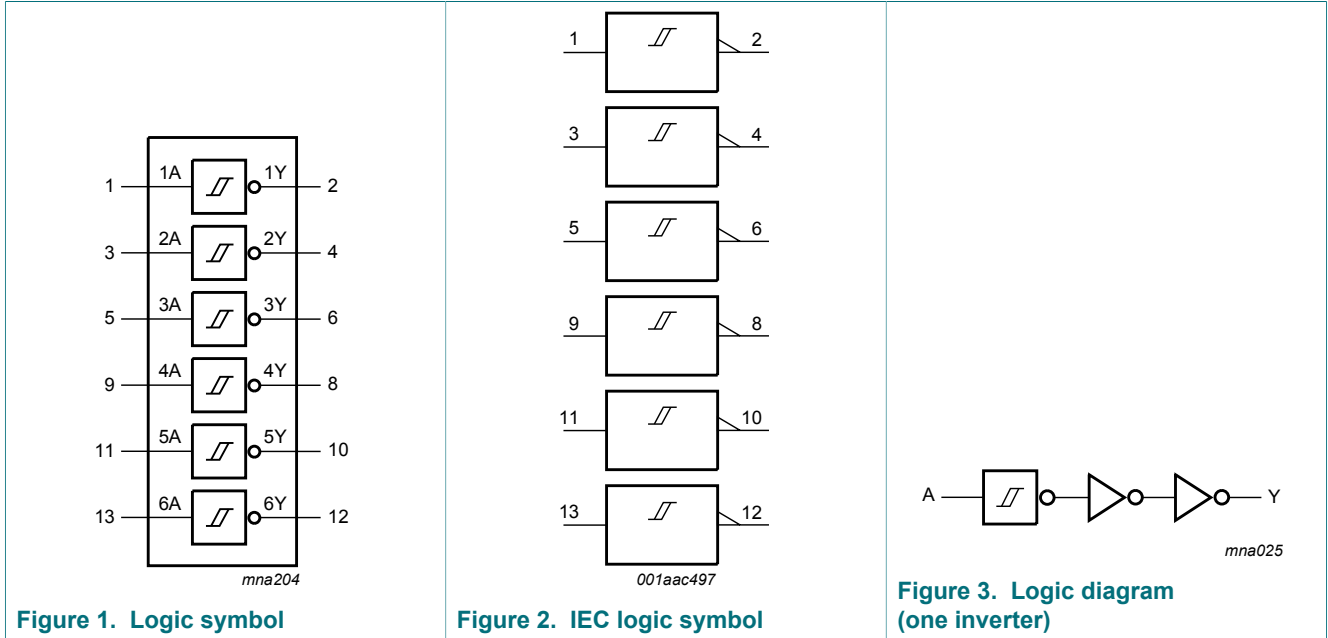 1 1A 1Y 2
3 2A 2Y 4
5 3A 3Y 6
9 4A 4Y 8
11 5A 5Y 10
13 6A 6Y 12
mna204
Figure 1. Logic symbol
1 2
3 4
5 6
9 8
11 10
13 12
001aac497
Figure 2. IEC logic symbol
A Y
mna025
Figure 3. Logic diagram
(one inverter)